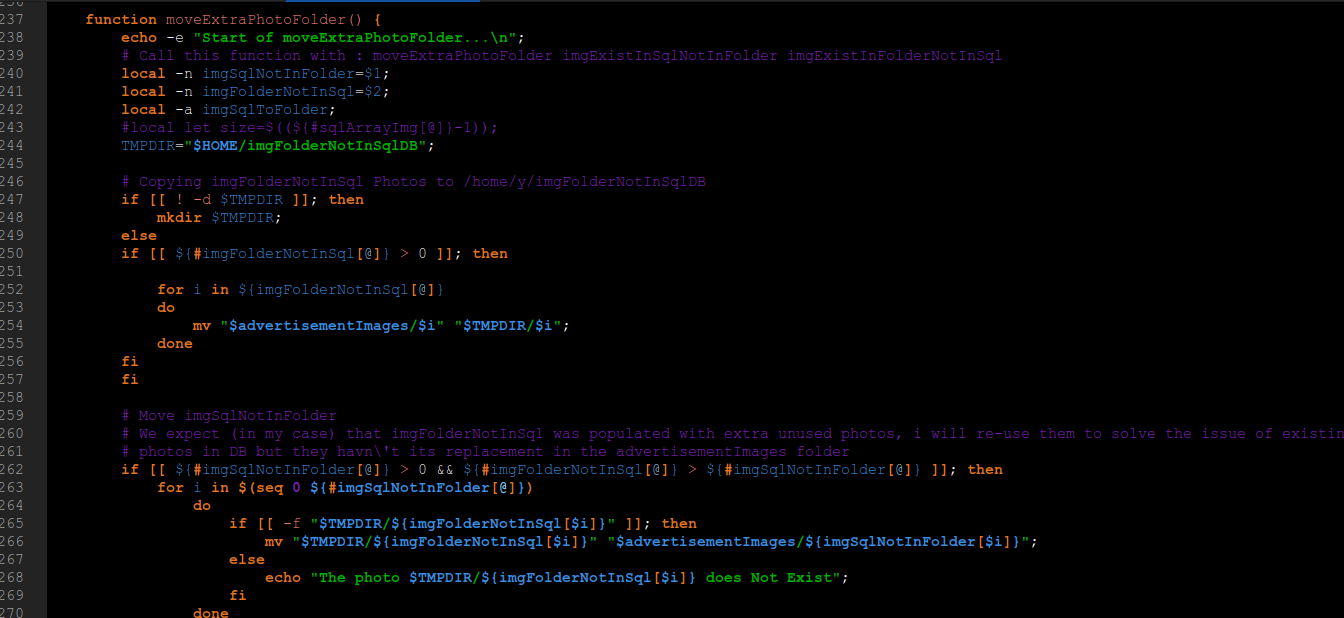 237 function moveExtraPhotoFolder() {
238 echo -e "Start of moveExtraPhotoFolder...\n";
239 # Call this function with : moveExtraPhotoFolder imgExistInSqlNotInFolder imgExistInFolderNotInSql
240 local -n imgSqlNotInFolder=$1;
241 local -n imgFolderNotInSql=$2;
242 local -a imgSqlToFolder;
243 #local let size=$((${#sqlArrayImg[@]}-1));
244 TMPDIR="$HOME/imgFolderNotInSqlDB";
245
246 # Copying imgFolderNotInSql Photos to /home/y/imgFolderNotInSqlDB
247 if [[ ! -d $TMPDIR ]]; then
248 mkdir $TMPDIR;
249 else
250 if [[ ${#imgFolderNotInSql[@]} > 0 ]]; then
251
252 for i in ${imgFolderNotInSql[@]}
253 do
254 mv "$advertisementImages/$i" "$TMPDIR/$i";
255 done
256 fi
257 fi
258
259 # Move imgSqlNotInFolder
260 # We expect (in my case) that imgFolderNotInSql was populated with extra unused photos, i will re-use them to solve the issue of existin
261 # photos in DB but they havn\'t its replacement in the advertisementImages folder
262 if [[ ${#imgSqlNotInFolder[@]} > 0 && ${#imgFolderNotInSql[@]} > ${#imgSqlNotInFolder[@]} ]]; then
263 for i in $(seq 0 ${#imgSqlNotInFolder[@]})
264 do
265 if [[ -f "$TMPDIR/${imgFolderNotInSql[$i]}" ]]; then
266 mv "$TMPDIR/${imgFolderNotInSql[$i]}" "$advertisementImages/${imgSqlNotInFolder[$i]}";
267 else
268 echo "The photo $TMPDIR/${imgFolderNotInSql[$i]} does Not Exist";
269 fi
270 done